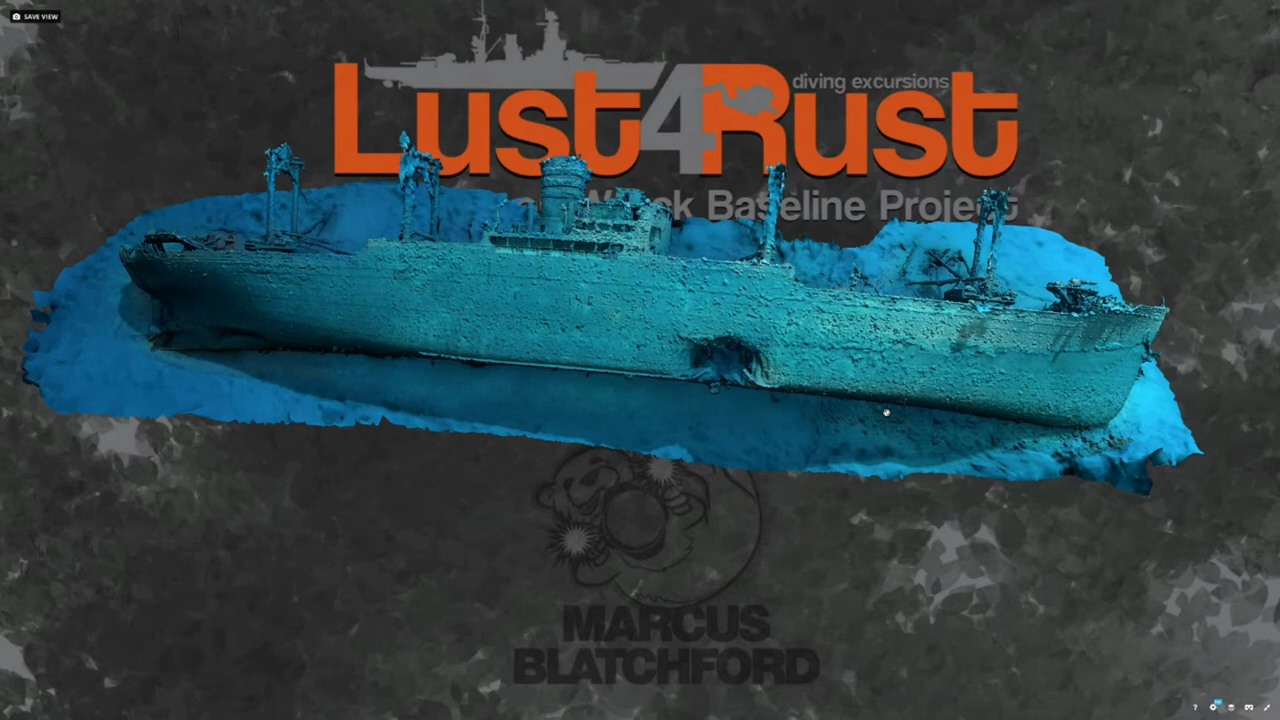 SAVE VIEW
diving excursions
Lust4Rust
Baseline Project
MARCUS
BLATCHFORD
?